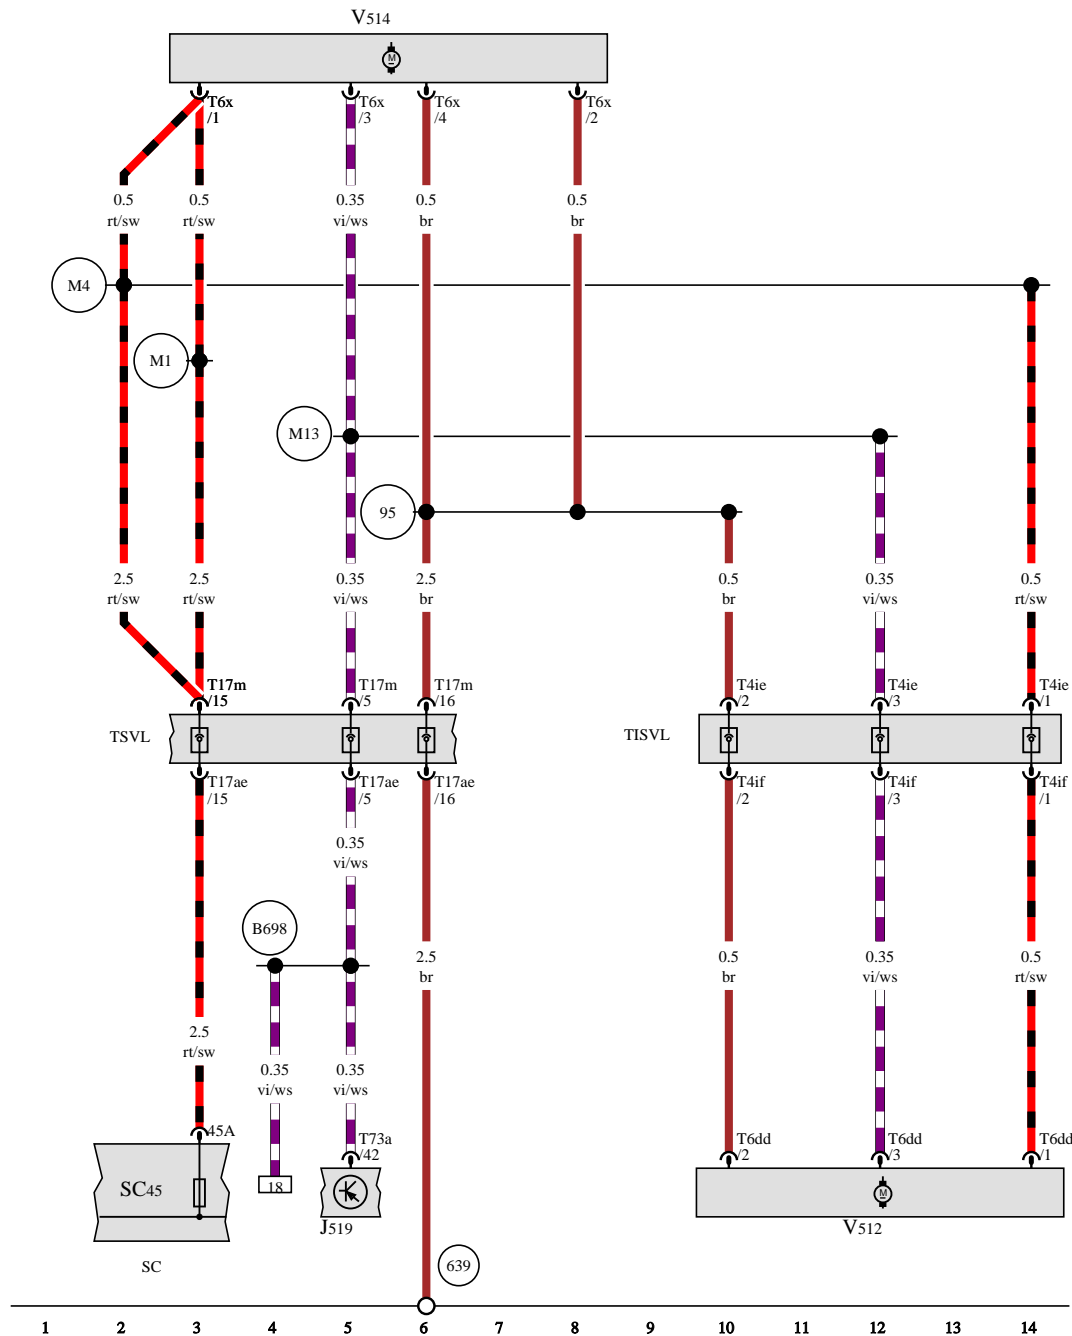 V514
M
T6x
/1
T6x
/3
T6x
/4
T6x
/2
0.5
rt/sw
0.5
rt/sw
0.35
vi/ws
0.5
br
0.5
br
M4
M1
M13
95
2.5
rt/sw
2.5
rt/sw
0.35
vi/ws
2.5
br
0.5
br
0.35
vi/ws
0.5
rt/sw
T17m
/15
T17m
/5
T17m
/16
T4ie
/2
T4ie
/3
T4ie
/1
TSVL
TISVL
T17ae
/15
T17ae
/5
T17ae
/16
T4if
/2
T4if
/3
T4if
/1
0.35
vi/ws
B698
2.5
br
0.5
br
0.35
vi/ws
0.5
rt/sw
2.5
rt/sw
0.35
vi/ws
0.35
vi/ws
45A
T73a
/42
T6dd
/2
T6dd
/3
T6dd
/1
SC45
18
M
J519
V512
SC
639
1 2 3 4 5 6 7 8 9 10 11 12 13 14